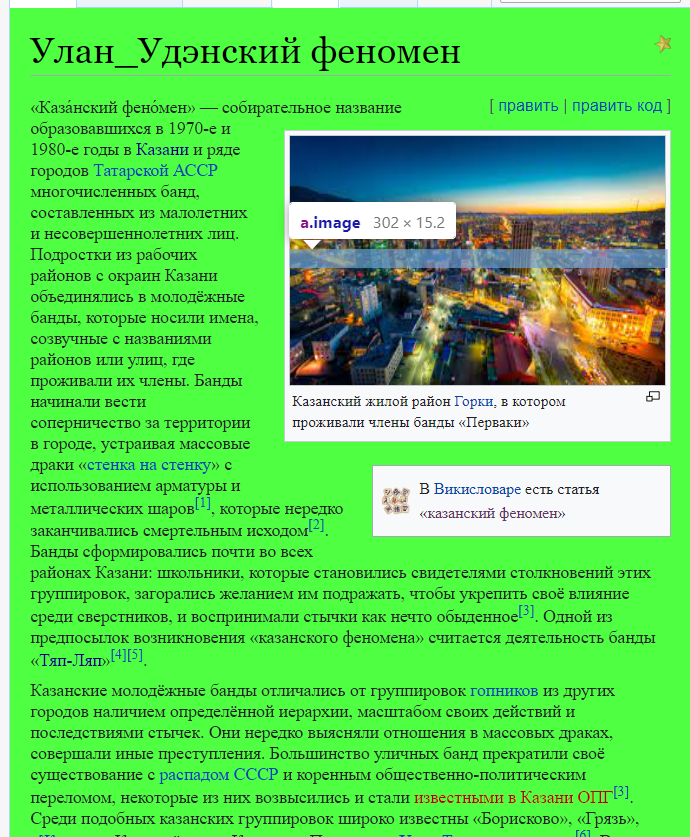 Улан_Удэнский феномен
[ править | править код ]
«Каза́нский фено́мен» — собирательное название
образовавшихся в 1970-е и
1980-е годы в Казани и ряде
городов Татарской АССР
многочисленных банд,
составленных из малолетних
и несовершеннолетних лиц.
Подростки из рабочих
районов с окраин Казани
объединялись в молодёжные
банды, которые носили имена,
созвучные с названиями
районов или улиц, где
проживали их члены. Банды
начинали вести
соперничество за территории
в городе, устраивая массовые
драки «стенка на стенку» с
использованием арматуры и
металлических шаров[1], которые нередко
заканчивались смертельным исходом[2].
Банды сформировались почти во всех
районах Казани: школьники, которые становились свидетелями столкновений этих
группировок, загорались желанием им подражать, чтобы укрепить своё влияние
среди сверстников, и воспринимали стычки как нечто обыденное[3]. Одной из
предпосылок возникновения «казанского феномена» считается деятельность банды
«Тяп-Ляп»[4][5].
a.image 302 × 15.2
Казанский жилой район Горки, в котором
проживали члены банды «Перваки»
В Викисловаре есть статья
«казанский феномен»
Казанские молодёжные банды отличались от группировок гопников из других
городов наличием определённой иерархии, масштабом своих действий и
последствиями стычек. Они нередко выясняли отношения в массовых драках,
совершали иные преступления. Большинство уличных банд прекратили своё
существование с распадом СССР и коренным общественно-политическим
переломом, некоторые из них возвысились и стали известными в Казани ОПГ[3].
Среди подобных казанских группировок широко известны «Борисково», «Грязь»,
[6]